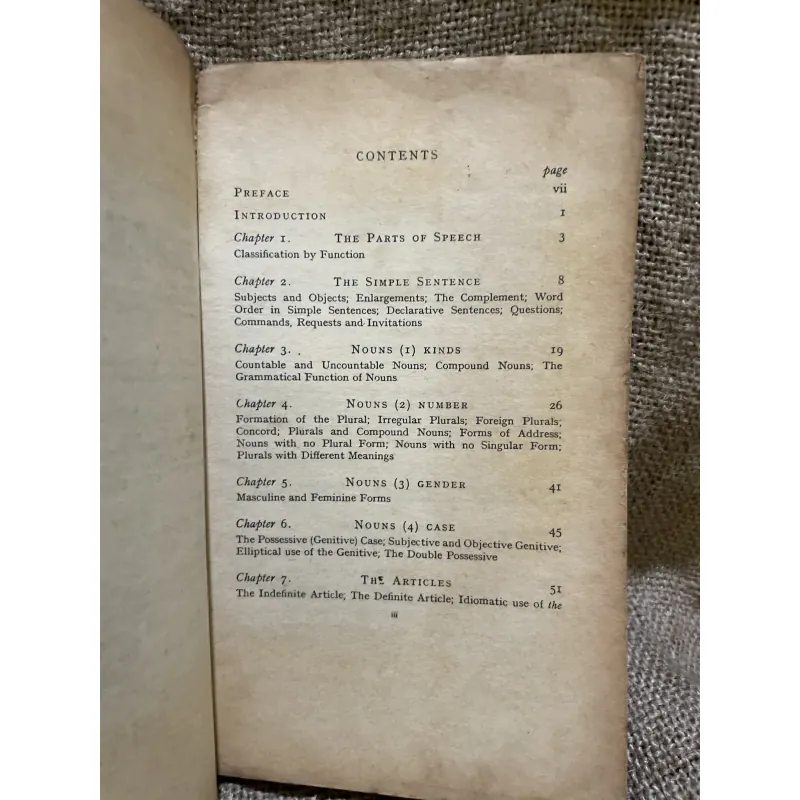 CONTENTS
page
PREFACE vii
INTRODUCTION 1
Chapter 1. THE PARTS OF SPEECH 3
Classification by Function
Chapter 2. THE SIMPLE SENTENCE 8
Subjects and Objects; Enlargements; The Complement; Word
Order in Simple Sentences; Declarative Sentences; Questions;
Commands, Requests and Invitations
Chapter 3. NOUNS (1) KINDS 19
Countable and Uncountable Nouns; Compound Nouns; The
Grammatical Function of Nouns
Chapter 4. NOUNS (2) NUMBER 26
Formation of the Plural; Irregular Plurals; Foreign Plurals;
Concord; Plurals and Compound Nouns; Forms of Address;
Nouns with no Plural Form; Nouns with no Singular Form;
Plurals with Different Meanings
Chapter 5. NOUNS (3) GENDER 41
Masculine and Feminine Forms
Chapter 6. NOUNS (4) CASE 45
The Possessive (Genitive) Case; Subjective and Objective Genitive;
Elliptical use of the Genitive; The Double Possessive
Chapter 7. THE ARTICLES 51
The Indefinite Article; The Definite Article; Idiomatic use of the
iii